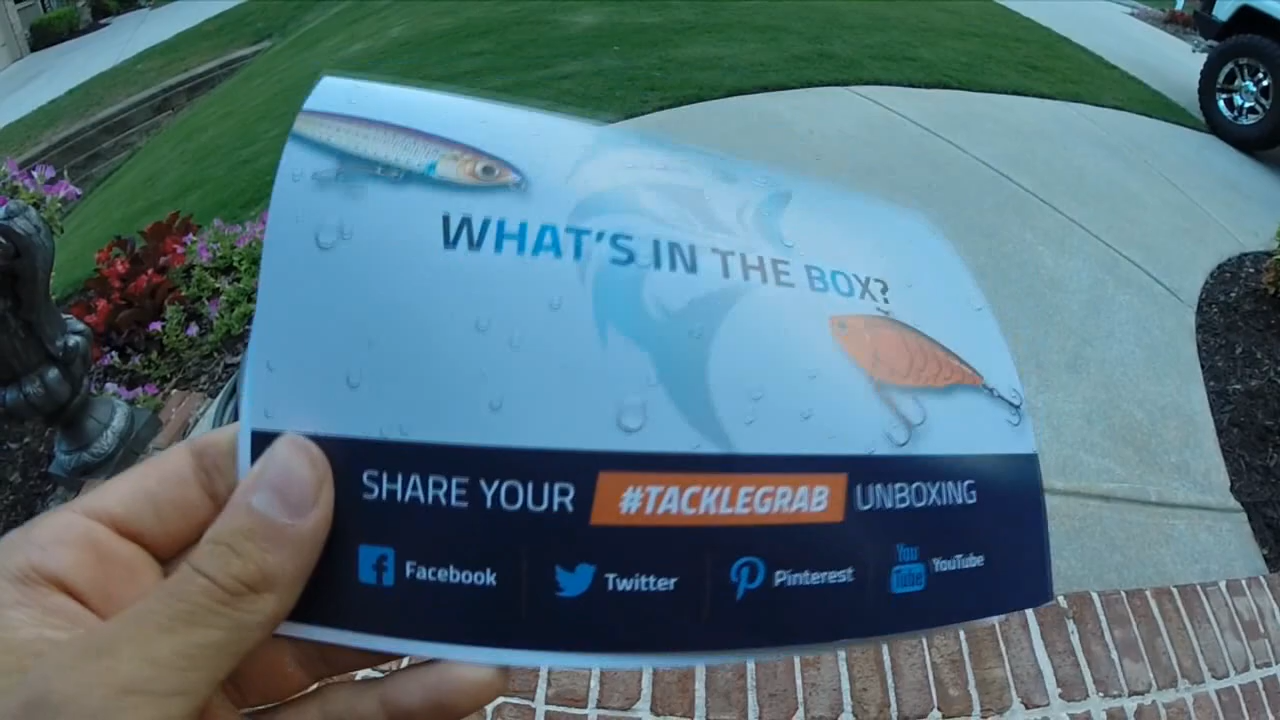 WHAT'S IN THE BOX?
SHARE YOUR #TACKLEGRAB UNBOXING
Facebook Twitter Pinterest You Tube YouTube